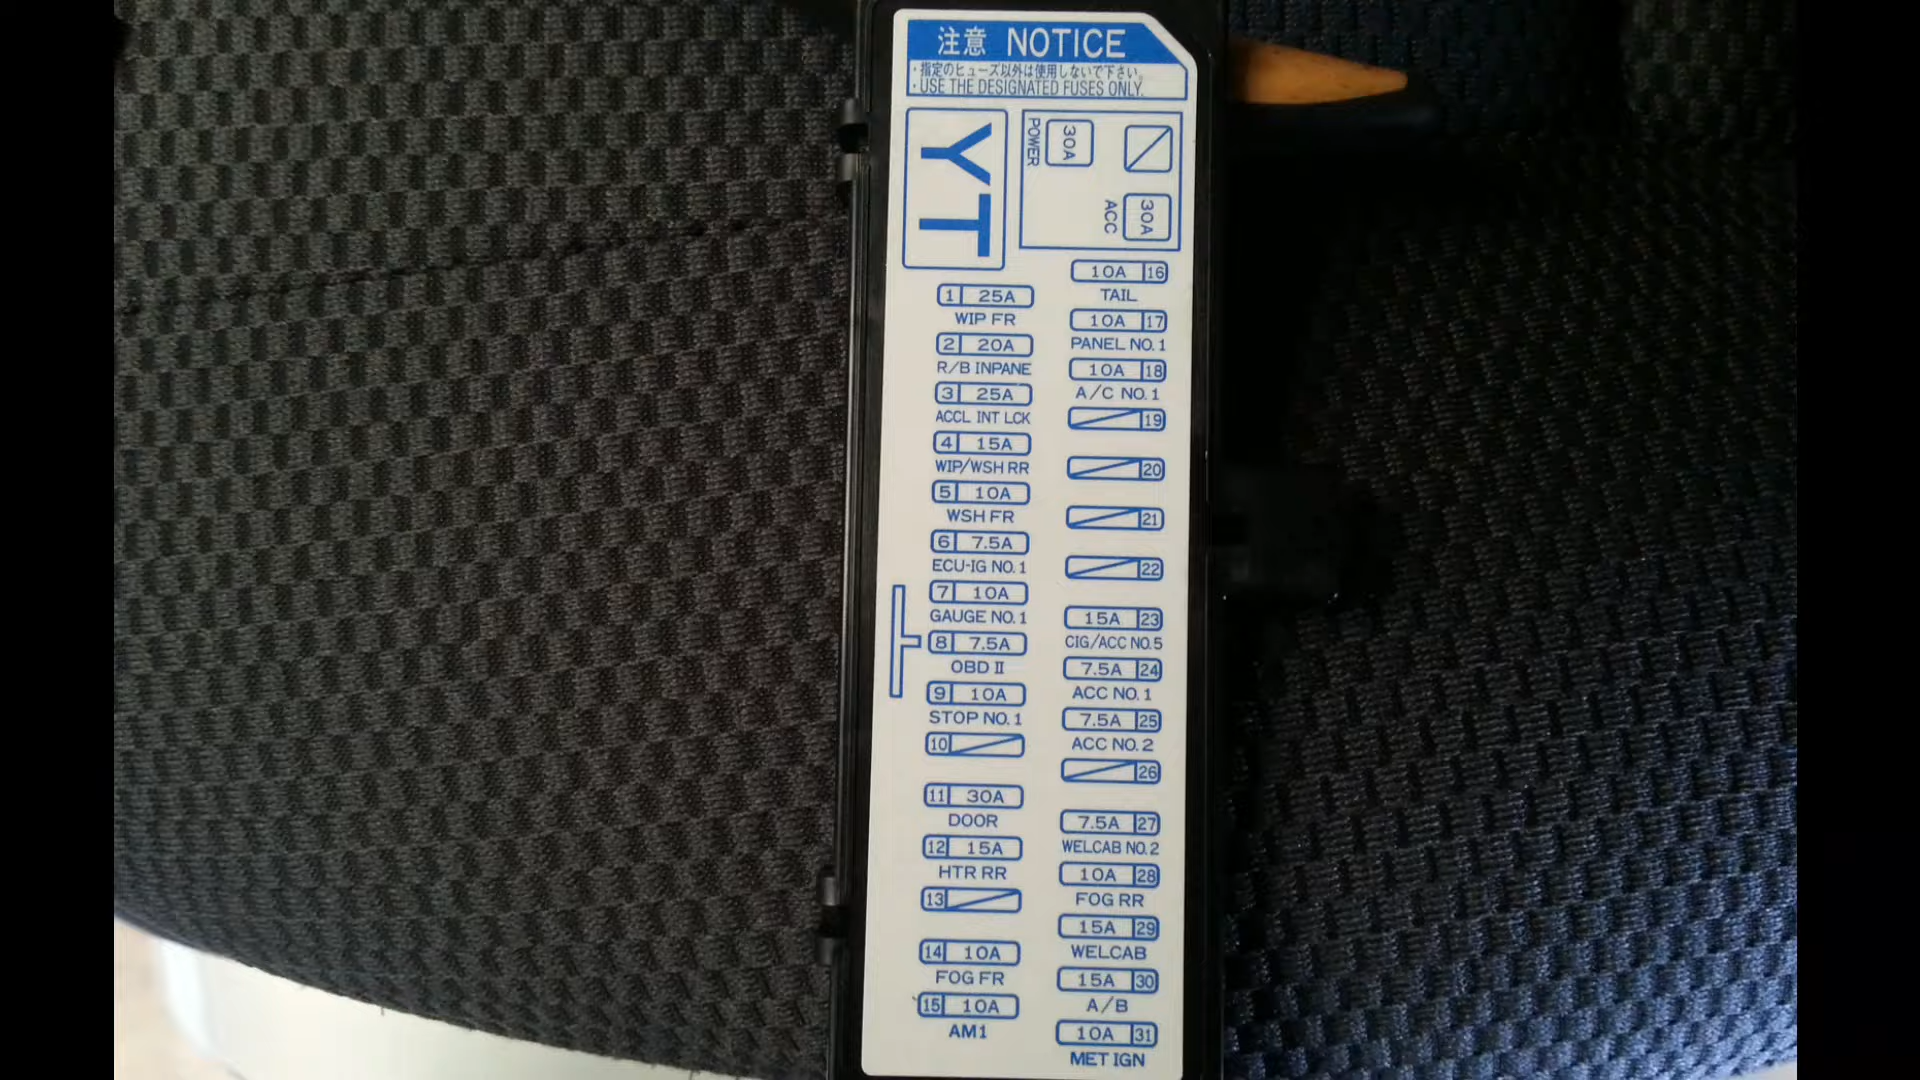 注意 NOTICE
・指定のヒューズ以外は使用しないで下さい。
・USE THE DESIGNATED FUSES ONLY.
YT
30A
POWER
30A
ACC
1 25A
WIP FR
2 20A
R/B INPANE
3 25A
ACCL INT LCK
4 15A
WIP/WSH RR
5 10A
WSH FR
6 7.5A
ECU-IG NO.1
7 10A
GAUGE NO.1
8 7.5A
OBD II
9 10A
STOP NO.1
10
11 30A
DOOR
12 15A
HTR RR
13
14 10A
FOG FR
15 10A
AM1
10A 16
TAIL
10A 17
PANEL NO.1
10A 18
A/C NO.1
19
20
21
22
15A 23
CIG/ACC NO.5
7.5A 24
ACC NO.1
7.5A 25
ACC NO.2
26
7.5A 27
WELCAB NO.2
10A 28
FOG RR
15A 29
WELCAB
15A 30
A/B
10A 31
MET IGN